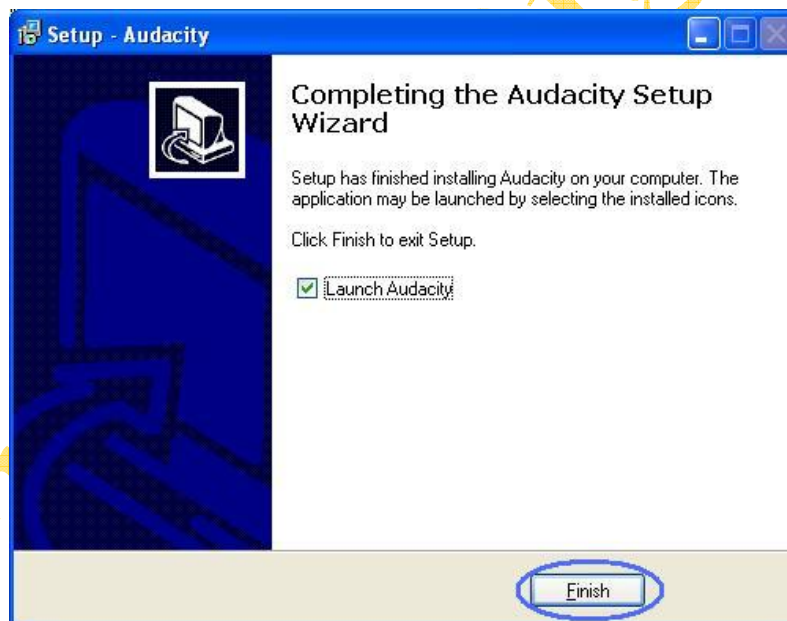 Setup - Audacity
Completing the Audacity Setup
Wizard
Setup has finished installing Audacity on your computer. The
application may be launched by selecting the installed icons.
Click Finish to exit Setup.
Launch Audacity
Finish